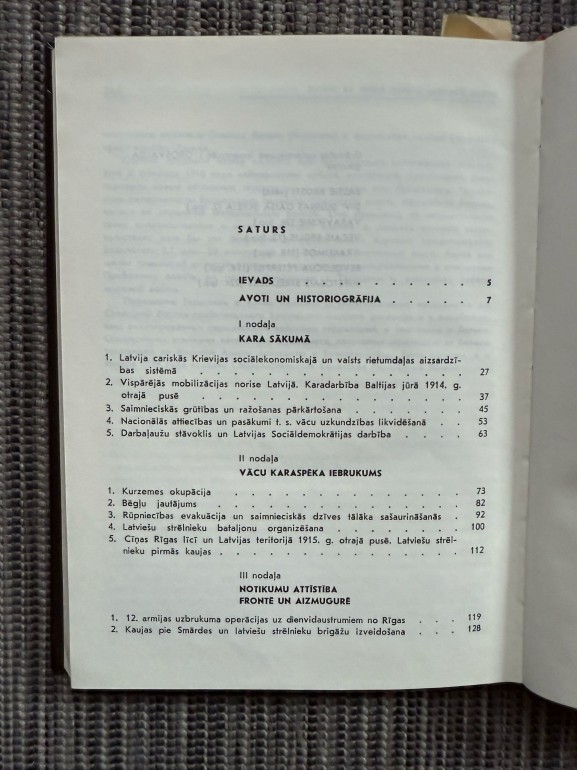 SATURS
IEVADS . . . . . . . . . . 5
AVOTI UN HISTORIOGRĀFIJA . . . . . 7
I nodaļa
KARA SĀKUMĀ
1. Latvija cariskās Krievijas sociālekonomiskajā un valsts rietumdaļas aizsardzī-
bas sistēmā . . . . . . . . . . . . 27
2. Vispārējās mobilizācijas norise Latvijā. Karadarbība Baltijas jūrā 1914. g.
otrajā pusē . . . . . . . . . . . . 37
3. Saimnieciskās grūtības un ražošanas pārkārtošana . . . . . 45
4. Nacionālās attiecības un pasākumi t. s. vācu uzkundzības likvidēšanā . . 53
5. Darbaļaužu stāvoklis un Latvijas Sociāldemokrātijas darbība . . . 63
II nodaļa
VĀCU KARASPĒKA IEBRUKUMS
1. Kurzemes okupācija . . . . . . . . . . 73
2. Bēgļu jautājums . . . . . . . . . . . 82
3. Rūpniecības evakuācija un saimnieciskās dzīves tālāka sašaurināšanās . 92
4. Latviešu strēlnieku bataljonu organizēšana . . . . . . . 100
5. Cīņas Rīgas līcī un Latvijas teritorijā 1915. g. otrajā pusē. Latviešu strēl-
nieku pirmās kaujas . . . . . . . . . . 112
III nodaļa
NOTIKUMU ATTĪSTĪBA
FRONTĒ UN AIZMUGURĒ
1. 12. armijas uzbrukuma operācijas uz dienvidaustrumiem no Rīgas . . 119
2. Kaujas pie Smārdes un latviešu strēlnieku brigāžu izveidošana . . . 128